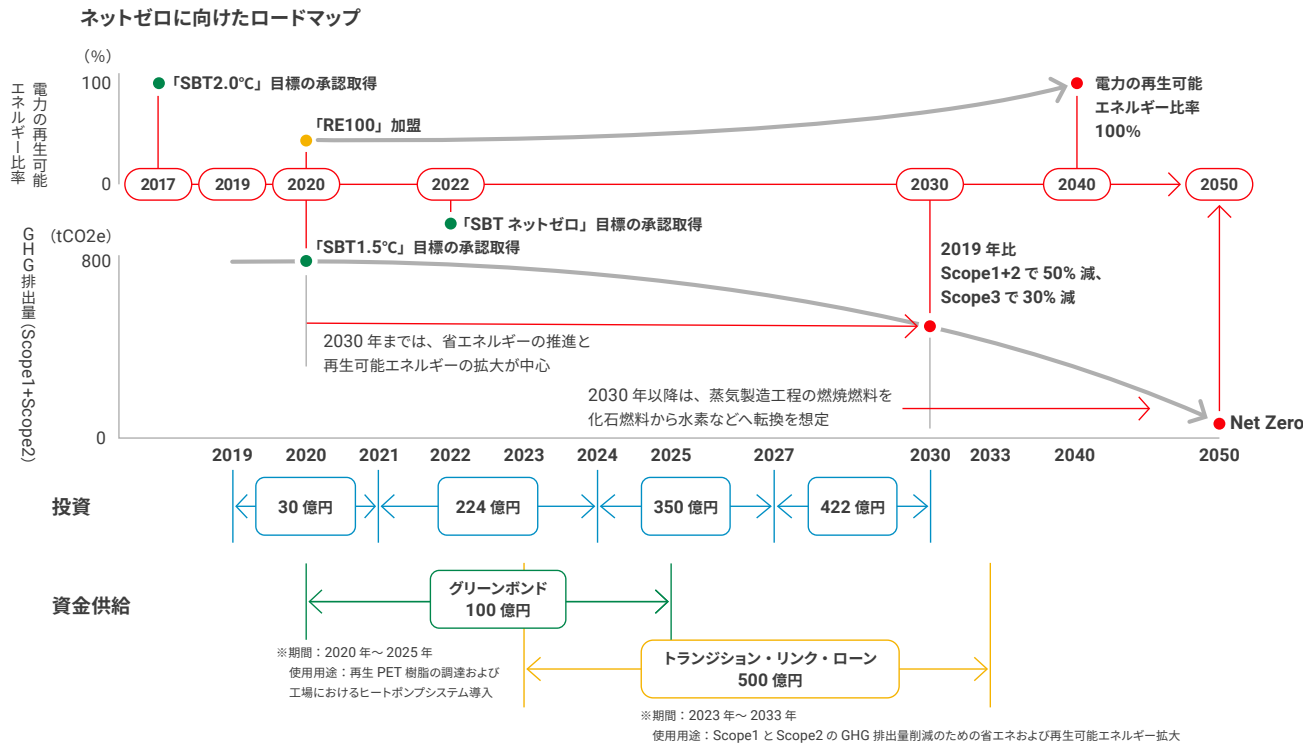 ネットゼロに向けたロードマップ
(%)
電力の再生可能
エネルギー比率
100
0
「SBT2.0℃」目標の承認取得
「RE100」加盟
電力の再生可能
エネルギー比率
100%
2017
2019
2020
2022
2030
2040
2050
「SBT ネットゼロ」目標の承認取得
GHG排出量(Scope1+Scope2)
(tCO2e)
800
0
「SBT1.5℃」目標の承認取得
2019 年比
Scope1+2 で 50% 減、
Scope3 で 30% 減
2030 年までは、省エネルギーの推進と
再生可能エネルギーの拡大が中心
2030 年以降は、蒸気製造工程の燃焼燃料を
化石燃料から水素などへ転換を想定
Net Zero
2019 2020 2021 2022 2023 2024 2025 2027 2030 2033 2040 2050
投資
30 億円
224 億円
350 億円
422 億円
資金供給
グリーンボンド
100 億円
※期間：2020 年〜 2025 年
使用用途：再生 PET 樹脂の調達および
工場におけるヒートポンプシステム導入
トランジション・リンク・ローン
500 億円
※期間：2023 年〜 2033 年
使用用途：Scope1 と Scope2 の GHG 排出量削減のための省エネおよび再生可能エネルギー拡大